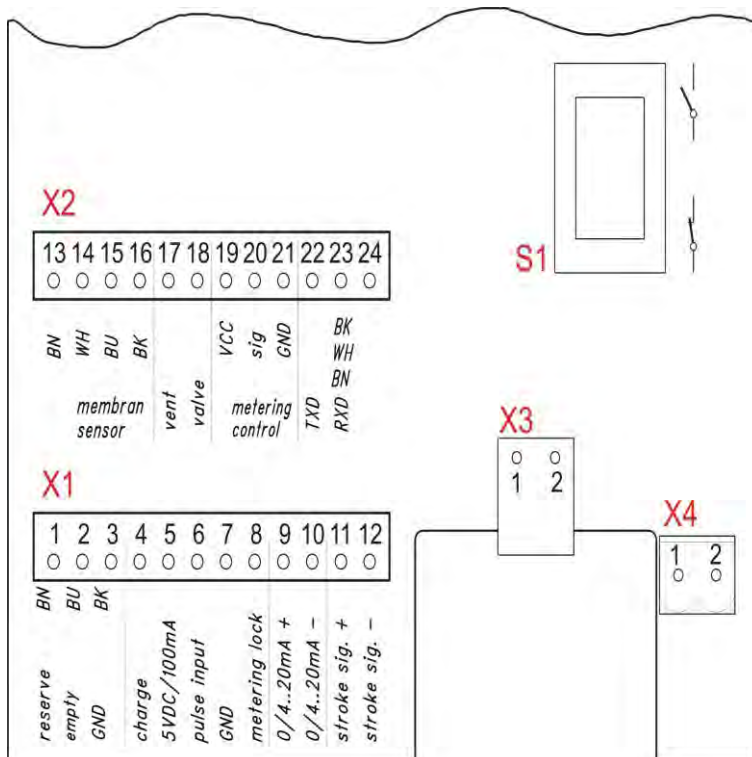 X2
13 14 15 16 17 18 19 20 21 22 23 24
BN WH BU BK
membran
sensor
vent
valve
VCC sig GND
metering
control
TXD
RXD
BK
WH
BN
S1
X3
1 2
X4
1 2
X1
1 2 3 4 5 6 7 8 9 10 11 12
BN BU BK
reserve
empty
GND
charge
5VDC/100mA
pulse input
GND
metering lock
0/4..20mA +
0/4..20mA -
stroke sig. +
stroke sig. -